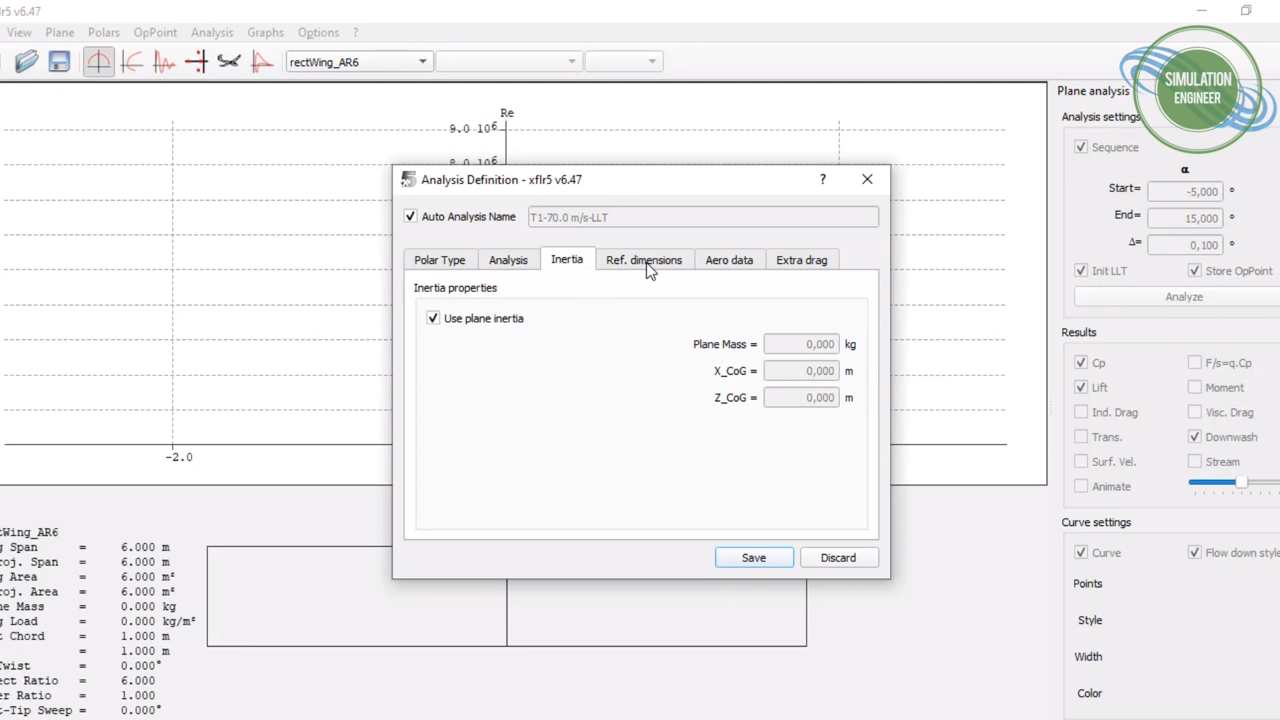 flr5 v6.47
View Plane Polars OpPoint Analysis Graphs Options ?
rectWing_AR6
SIMULATION
ENGINEER
Plane analysis
Analysis settings
Sequence
α
Start= -5,000 °
End= 15,000 °
Δ= 0,100 °
Init LLT Store OpPoint
Analyze
Results
Cp F/s=q.Cp
Lift Moment
Ind. Drag Visc. Drag
Trans. Downwash
Surf. Vel. Stream
Animate
Curve settings
Curve Flow down style
Points
Style
Width
Color
Re
9.0 10⁶
8.0 10⁶
-2.0
Analysis Definition - xflr5 v6.47 ?
Auto Analysis Name T1-70.0 m/s-LLT
Polar Type Analysis Inertia Ref. dimensions Aero data Extra drag
Inertia properties
Use plane inertia
Plane Mass = 0,000 kg
X_CoG = 0,000 m
Z_CoG = 0,000 m
Save Discard
ctWing_AR6
g Span = 6.000 m
roj. Span = 6.000 m
g Area = 6.000 m²
roj. Area = 6.000 m²
ne Mass = 0.000 kg
g Load = 0.000 kg/m²
t Chord = 1.000 m
= 1.000 m
Twist = 0.000°
ect Ratio = 6.000
er Ratio = 1.000
t-Tip Sweep = 0.000°